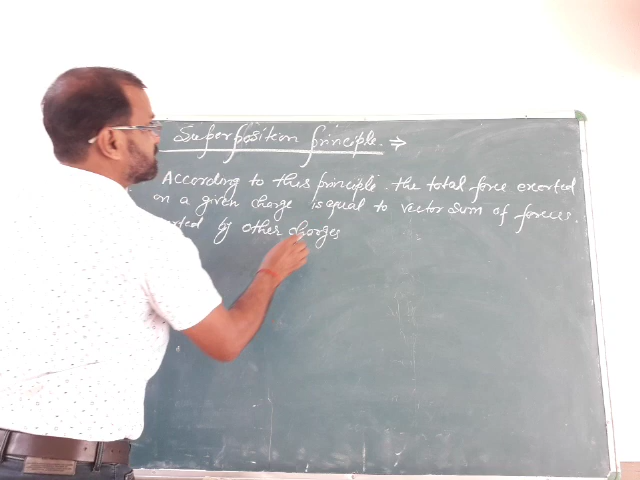 Superposition principle. ⇒
According to this principle. the total force exerted
on a given charge is equal to vector sum of forces.
by other charges